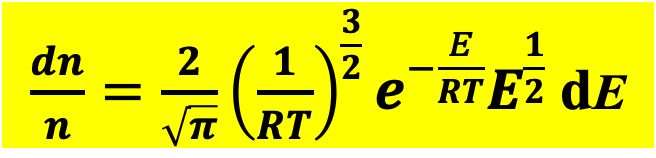 dn/n = 2/√π (1/RT)^(3/2) e^(−E/RT) E^(1/2) dE